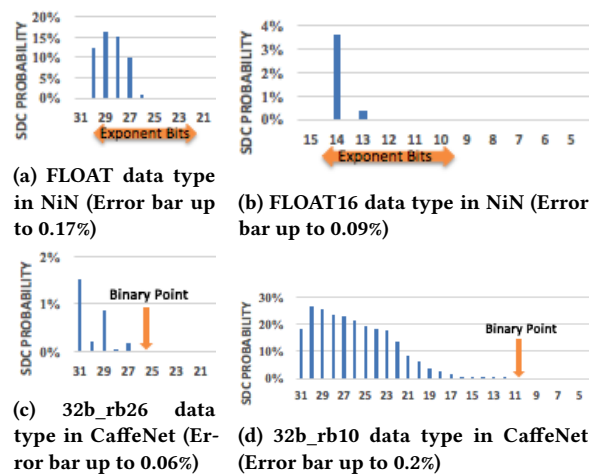 20%
15%
10%
5%
0%
SDC PROBABILITY
31 29 27 25 23 21
Exponent Bits
(a) FLOAT data type
in NiN (Error bar up
to 0.17%)
4%
3%
2%
1%
0%
SDC PROBABILITY
15 14 13 12 11 10 9 8 7 6 5
Exponent Bits
(b) FLOAT16 data type in NiN (Error
bar up to 0.09%)
2%
1%
0%
SDC PROBABILITY
Binary Point
31 29 27 25 23 21
(c) 32b_rb26 data
type in CaffeNet (Er-
ror bar up to 0.06%)
30%
20%
10%
0%
SDC PROBABILITY
Binary Point
31 29 27 25 23 21 19 17 15 13 11 9 7 5
(d) 32b_rb10 data type in CaffeNet
(Error bar up to 0.2%)